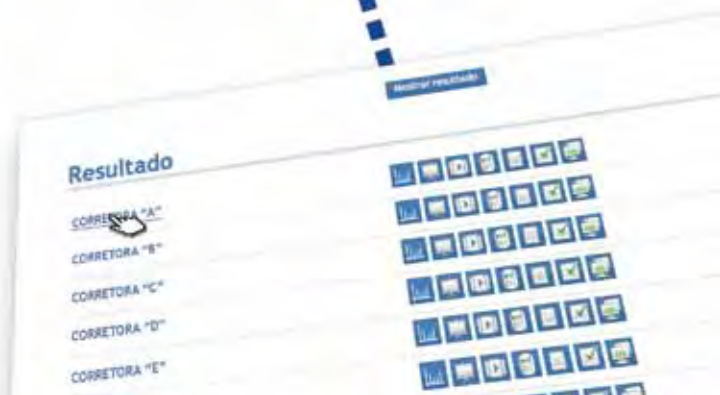 Mostrar resultado
Resultado
CORRETORA "A"
CORRETORA "B"
CORRETORA "C"
CORRETORA "D"
CORRETORA "E"